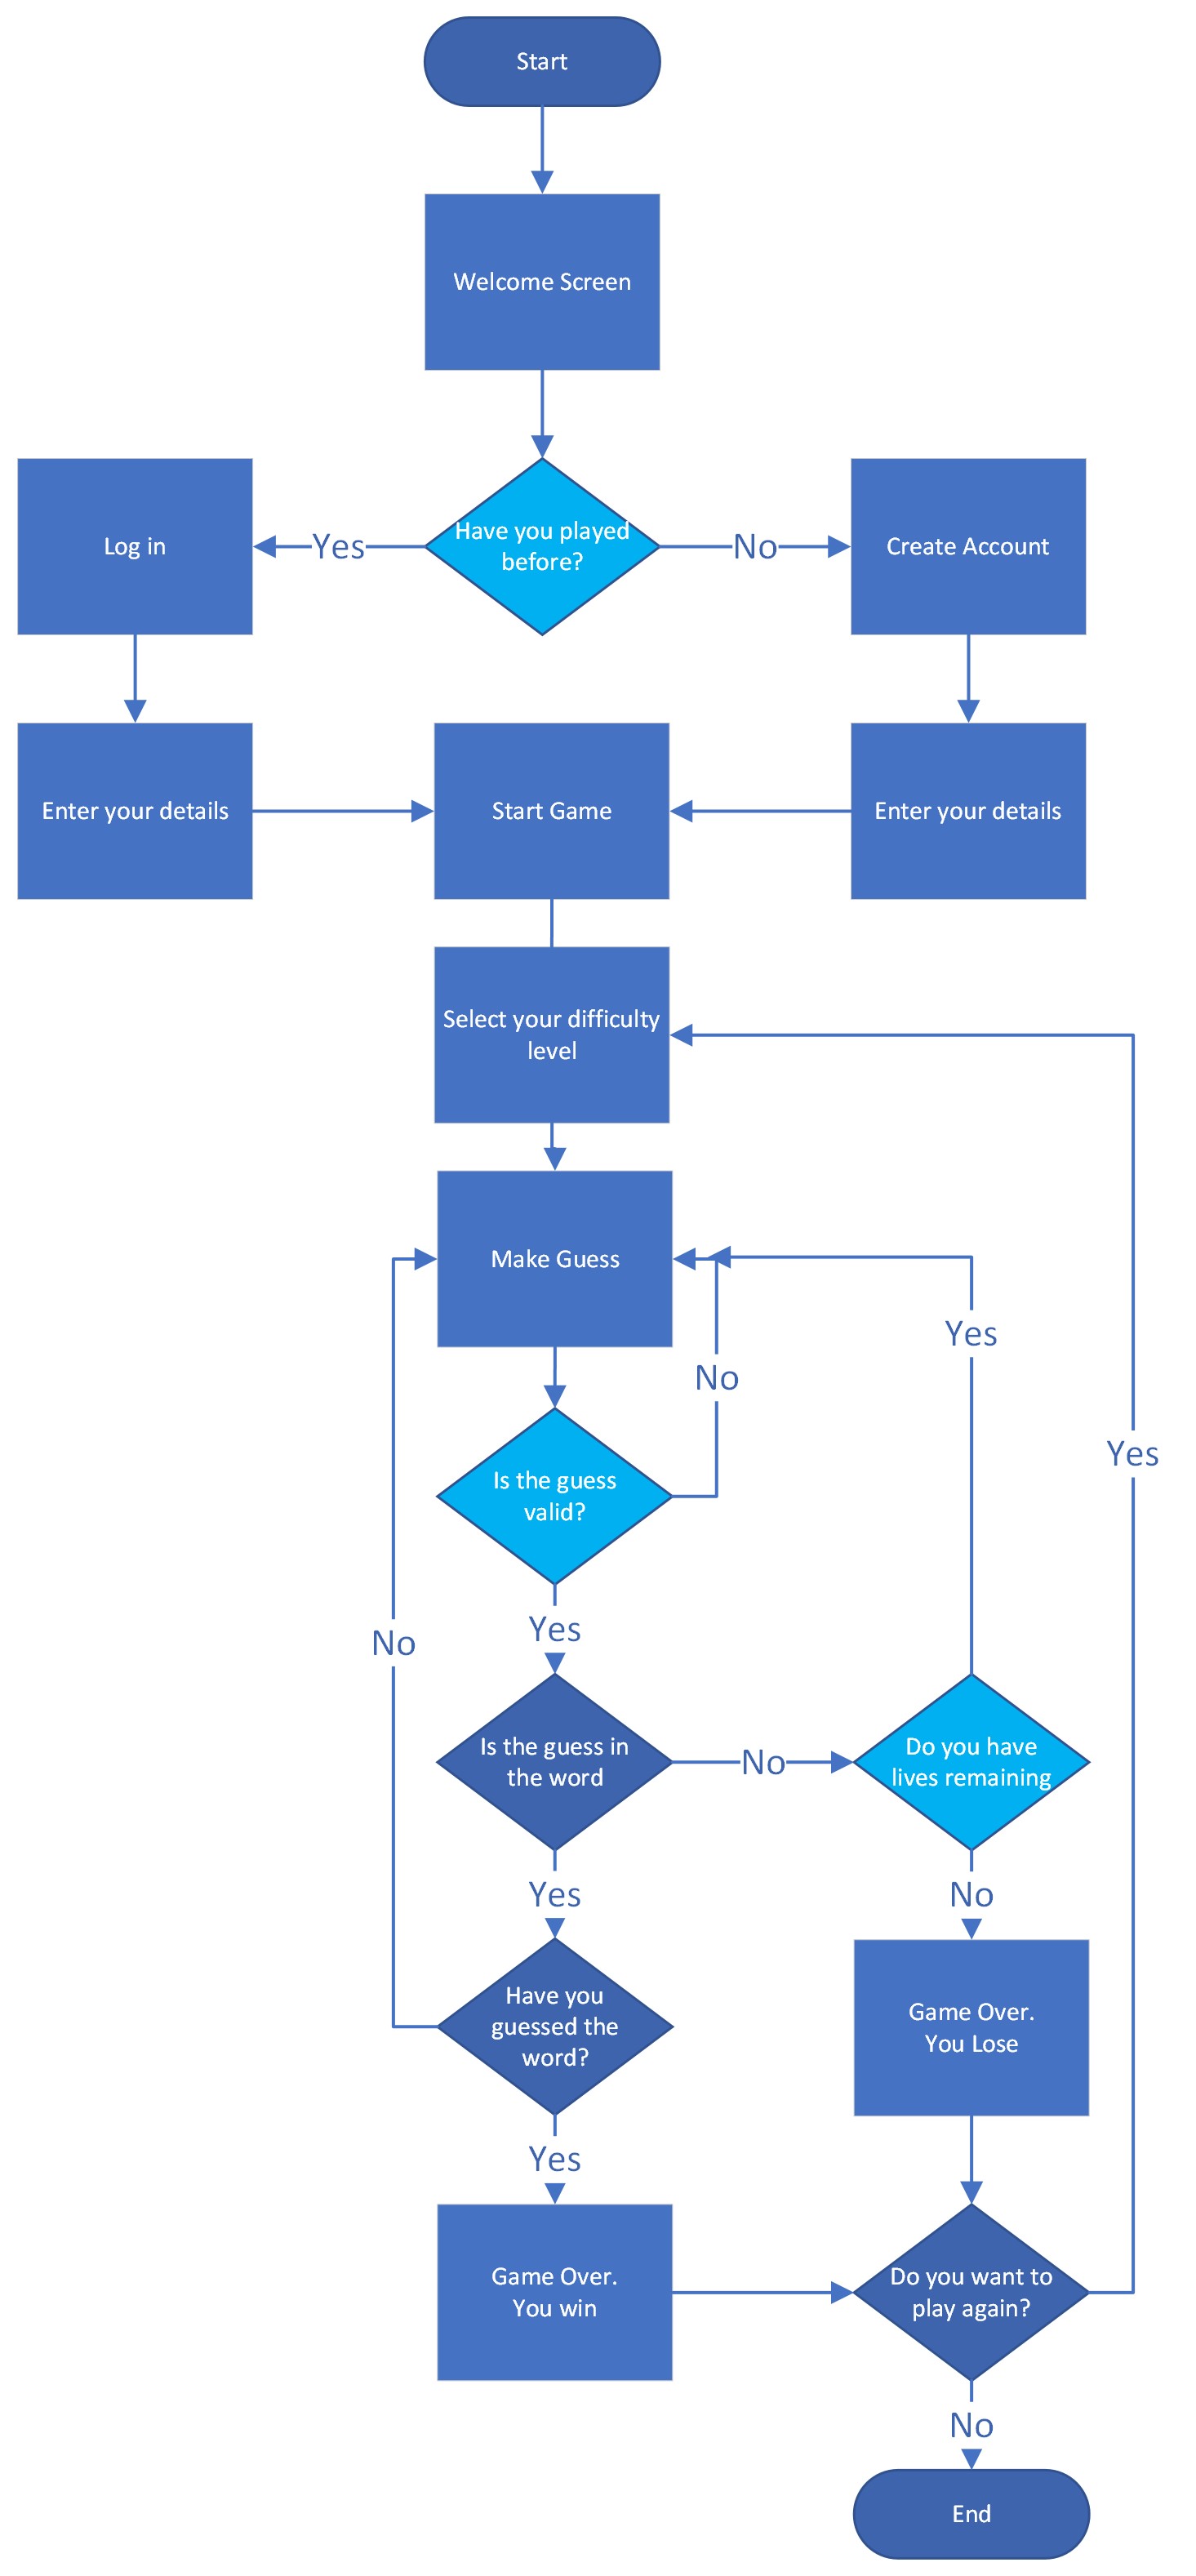 Start
Welcome Screen
Have you played
before?
Yes
No
Log in
Create Account
Enter your details
Start Game
Enter your details
Select your difficulty
level
Make Guess
Yes
No
Yes
Is the guess
valid?
Yes
No
Is the guess in
the word
No
Do you have
lives remaining
Yes
No
Have you
guessed the
word?
Game Over.
You Lose
Yes
Game Over.
You win
Do you want to
play again?
No
End